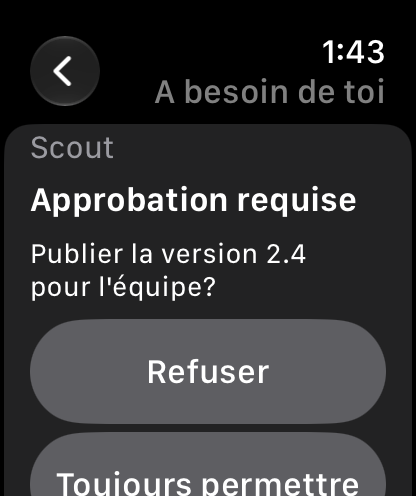 1:43
A besoin de toi
Scout
Approbation requise
Publier la version 2.4
pour l'équipe?
Refuser
Toujours permettre